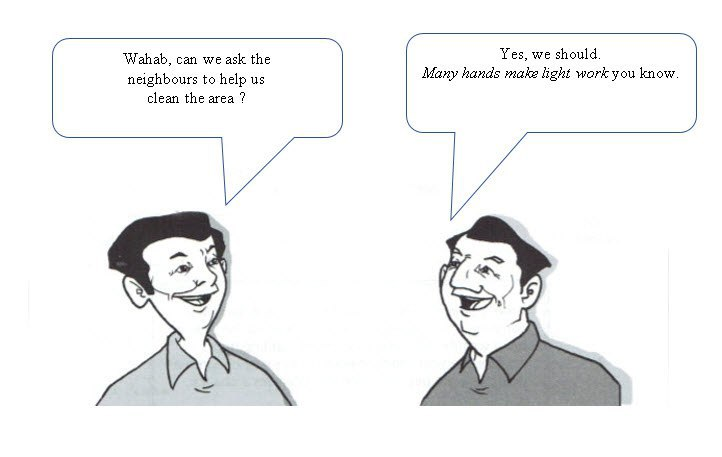 Wahab, can we ask the
neighbours to help us
clean the area ?
Yes, we should.
Many hands make light work you know.